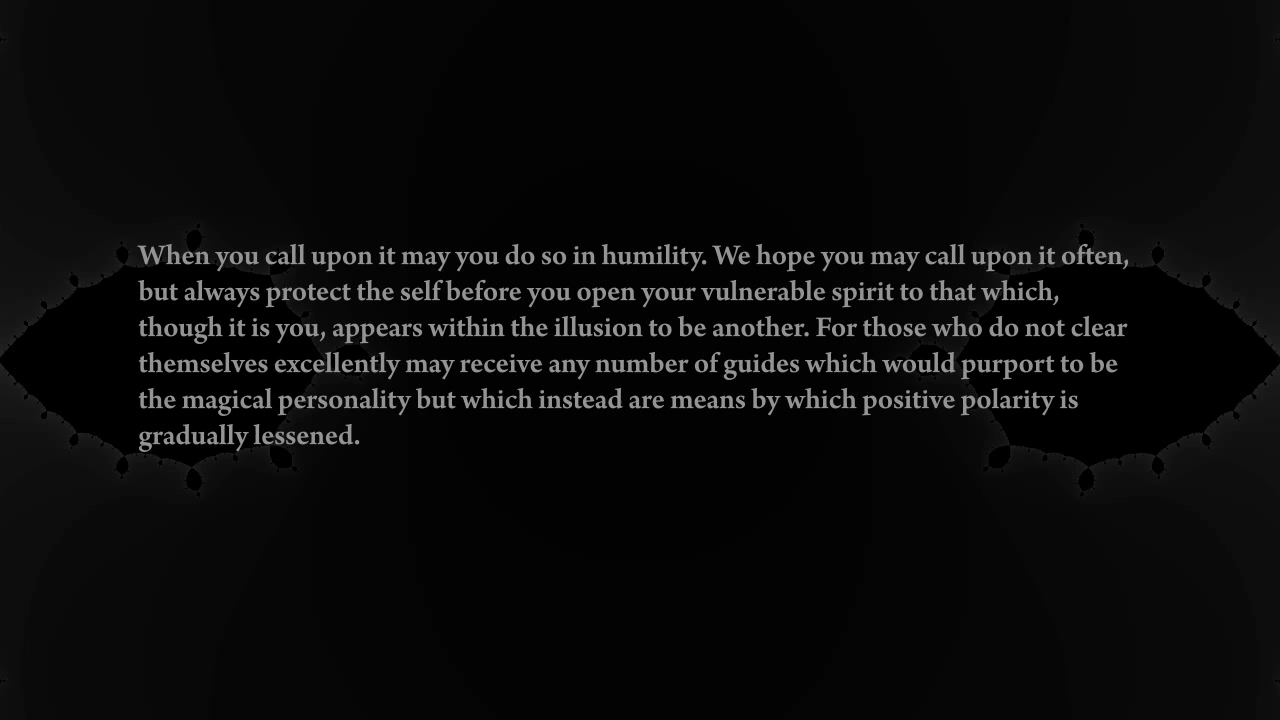 When you call upon it may you do so in humility. We hope you may call upon it often,
but always protect the self before you open your vulnerable spirit to that which,
though it is you, appears within the illusion to be another. For those who do not clear
themselves excellently may receive any number of guides which would purport to be
the magical personality but which instead are means by which positive polarity is
gradually lessened.